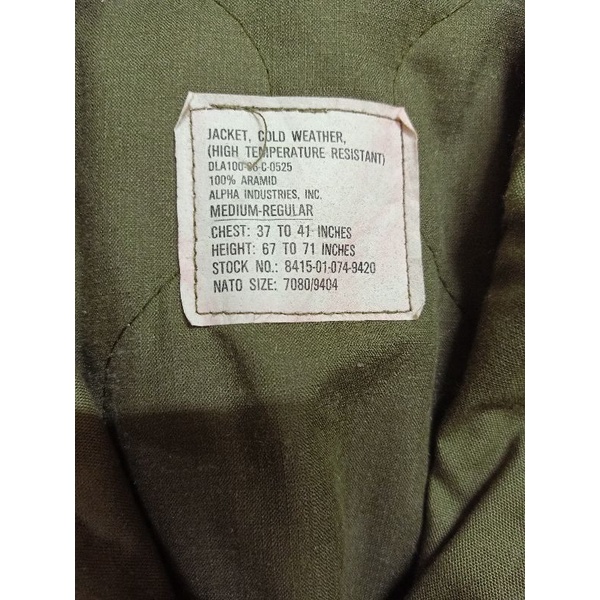 JACKET, COLD WEATHER,
(HIGH TEMPERATURE RESISTANT)
DLA100-86-C-0525
100% ARAMID
ALPHA INDUSTRIES, INC.
MEDIUM-REGULAR
CHEST: 37 TO 41 INCHES
HEIGHT: 67 TO 71 INCHES
STOCK NO.: 8415-01-074-9420
NATO SIZE: 7080/9404